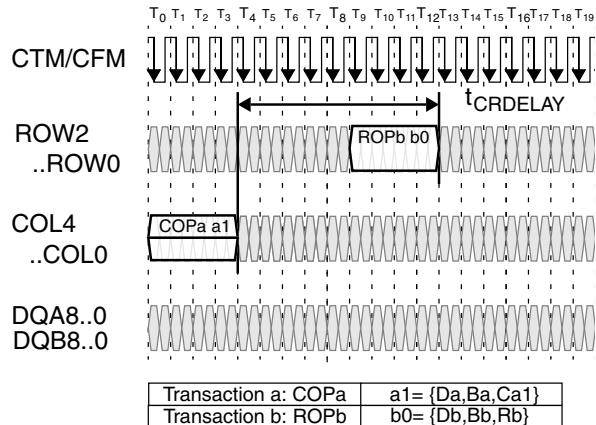 T0 T1 T2 T3 T4 T5 T6 T7 T8 T9 T10 T11 T12 T13 T14 T15 T16 T17 T18 T19
CTM/CFM
tCRDELAY
ROW2
..ROW0
ROPb b0
COL4
..COL0
COPa a1
DQA8..0
DQB8..0
Transaction a: COPa a1= {Da,Ba,Ca1}
Transaction b: ROPb b0= {Db,Bb,Rb}